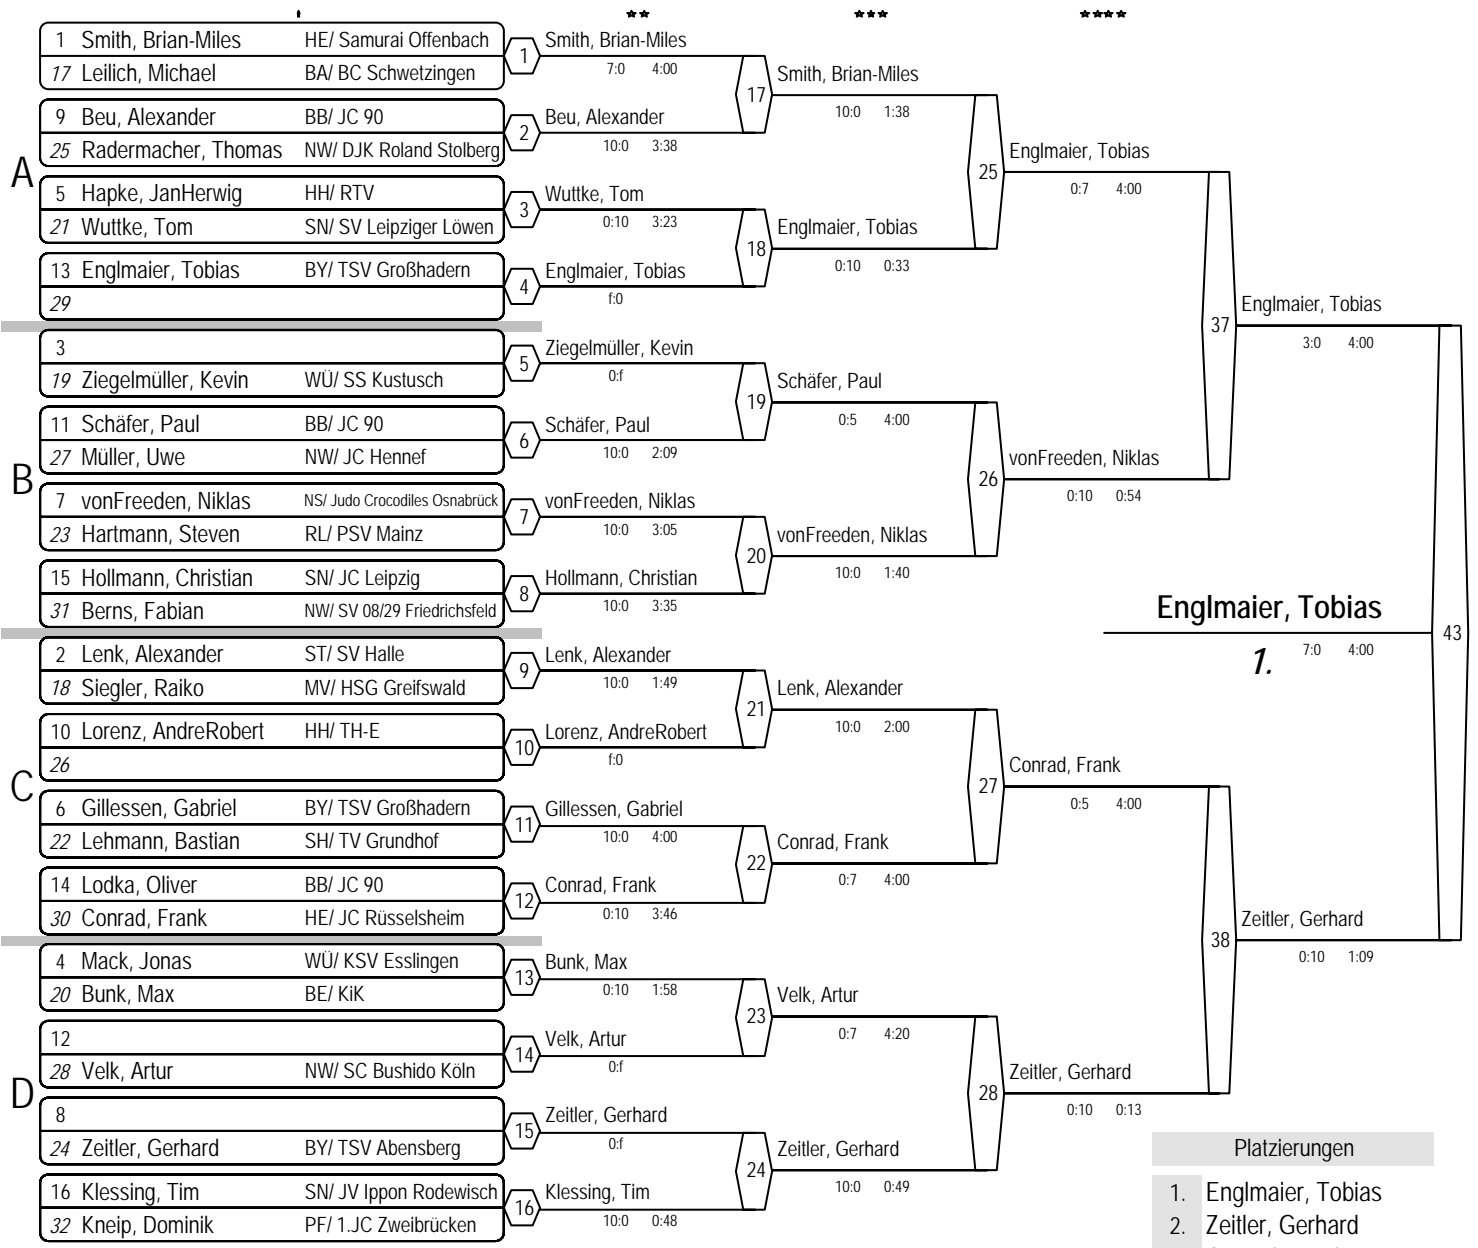 1 Smith, Brian-Miles HE/ Samurai Offenbach
17 Leilich, Michael BA/ BC Schwetzingen
9 Beu, Alexander BB/ JC 90
25 Radermacher, Thomas NW/ DJK Roland Stolberg
A
5 Hapke, JanHerwig HH/ RTV
21 Wuttke, Tom SN/ SV Leipziger Löwen
13 Englmaier, Tobias BY/ TSV Großhadern
29
3
19 Ziegelmüller, Kevin WÜ/ SS Kustusch
11 Schäfer, Paul BB/ JC 90
27 Müller, Uwe NW/ JC Hennef
B
7 vonFreeden, Niklas NS/ Judo Crocodiles Osnabrück
23 Hartmann, Steven RL/ PSV Mainz
15 Hollmann, Christian SN/ JC Leipzig
31 Berns, Fabian NW/ SV 08/29 Friedrichsfeld
2 Lenk, Alexander ST/ SV Halle
18 Siegler, Raiko MV/ HSG Greifswald
10 Lorenz, AndreRobert HH/ TH-E
26
C
6 Gillessen, Gabriel BY/ TSV Großhadern
22 Lehmann, Bastian SH/ TV Grundhof
14 Lodka, Oliver BB/ JC 90
30 Conrad, Frank HE/ JC Rüsselsheim
4 Mack, Jonas WÜ/ KSV Esslingen
20 Bunk, Max BE/ KiK
12
28 Velk, Artur NW/ SC Bushido Köln
D
8
24 Zeitler, Gerhard BY/ TSV Abensberg
16 Klessing, Tim SN/ JV Ippon Rodewisch
32 Kneip, Dominik PF/ 1.JC Zweibrücken
**
1 Smith, Brian-Miles
7:0 4:00
2 Beu, Alexander
10:0 3:38
3 Wuttke, Tom
0:10 3:23
4 Englmaier, Tobias
f:0
5 Ziegelmüller, Kevin
0:f
6 Schäfer, Paul
10:0 2:09
7 vonFreeden, Niklas
10:0 3:05
8 Hollmann, Christian
10:0 3:35
9 Lenk, Alexander
10:0 1:49
10 Lorenz, AndreRobert
f:0
11 Gillessen, Gabriel
10:0 4:00
12 Conrad, Frank
0:10 3:46
13 Bunk, Max
0:10 1:58
14 Velk, Artur
0:f
15 Zeitler, Gerhard
0:f
16 Klessing, Tim
10:0 0:48
***
17 Smith, Brian-Miles
10:0 1:38
18 Englmaier, Tobias
0:10 0:33
19 Schäfer, Paul
0:5 4:00
20 vonFreeden, Niklas
10:0 1:40
21 Lenk, Alexander
10:0 2:00
22 Conrad, Frank
0:7 4:00
23 Velk, Artur
0:7 4:20
24 Zeitler, Gerhard
10:0 0:49
****
25 Englmaier, Tobias
0:7 4:00
26 vonFreeden, Niklas
0:10 0:54
27 Conrad, Frank
0:5 4:00
28 Zeitler, Gerhard
0:10 0:13
37 Englmaier, Tobias
3:0 4:00
38 Zeitler, Gerhard
0:10 1:09
Englmaier, Tobias 43
1. 7:0 4:00
Platzierungen
1. Englmaier, Tobias
2. Zeitler, Gerhard